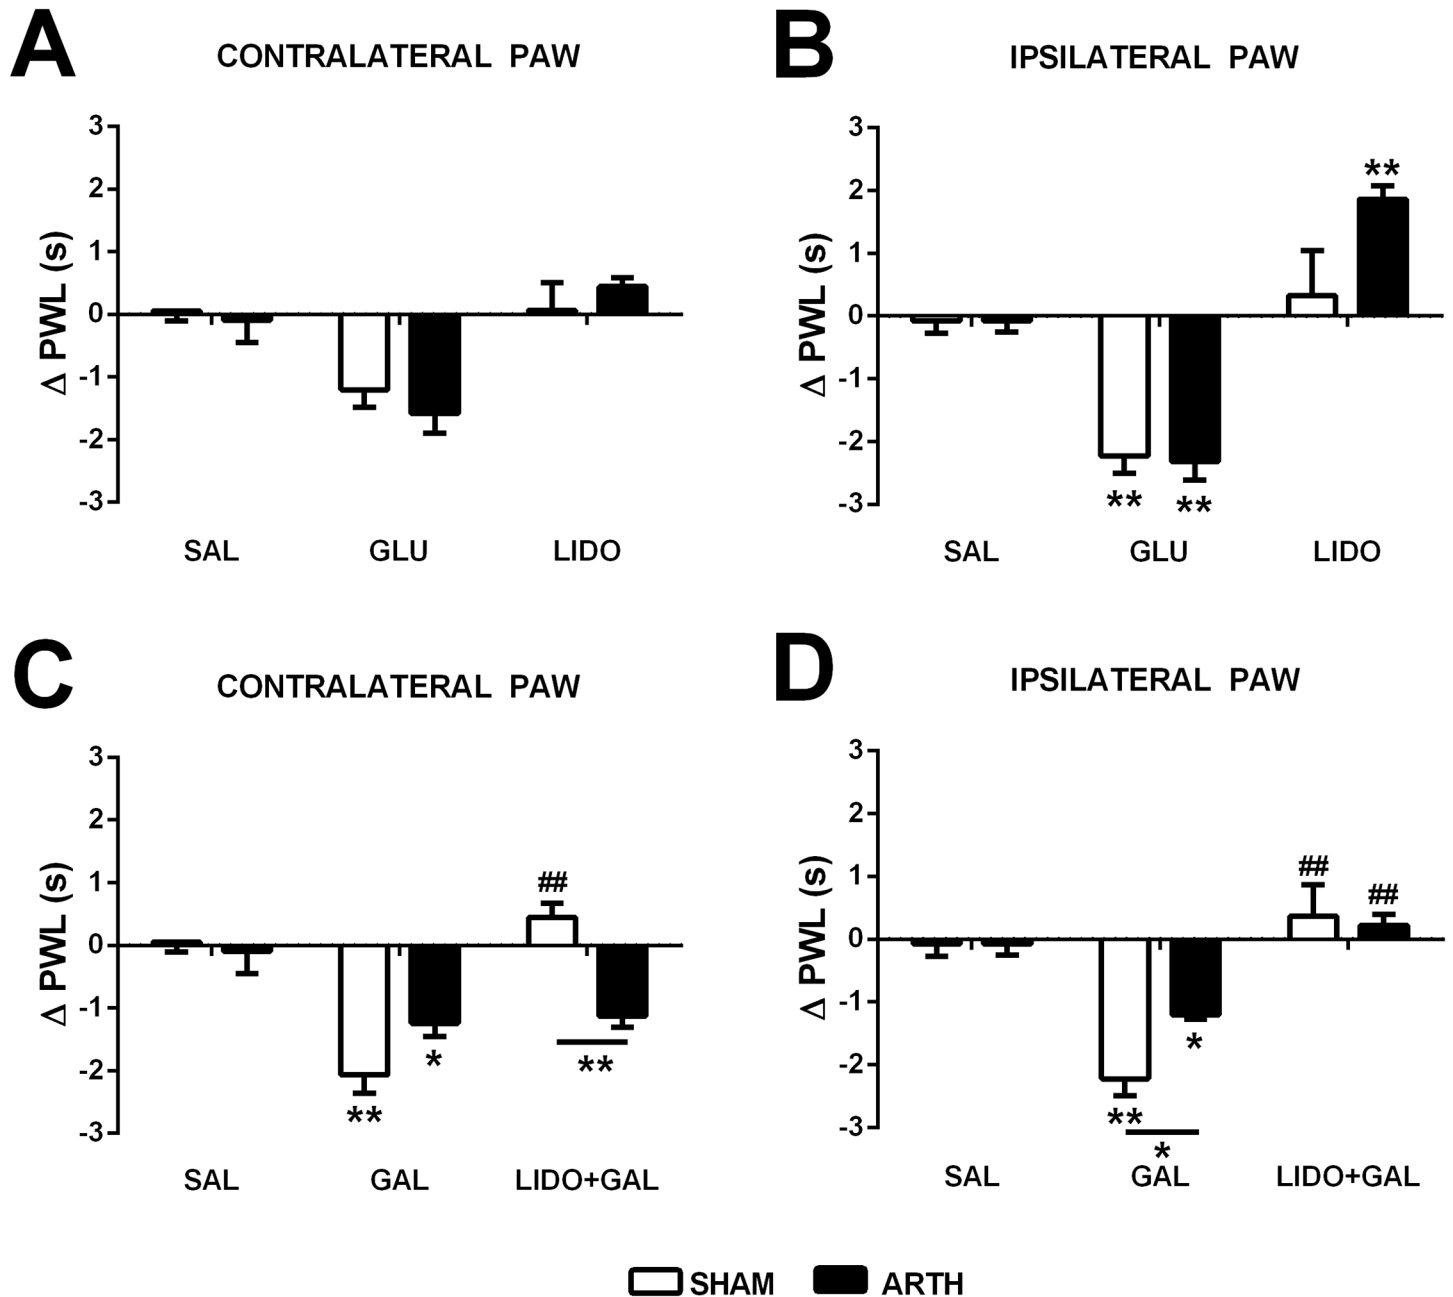 A
CONTRALATERAL PAW
3
2
1
0
-1
-2
-3
Δ PWL (s)
SAL GLU LIDO
B
IPSILATERAL PAW
3
2
1
0
-1
-2
-3
Δ PWL (s)
**
** **
SAL GLU LIDO
C
CONTRALATERAL PAW
3
2
1
0
-1
-2
-3
Δ PWL (s)
##
*
**
**
SAL GAL LIDO+GAL
D
IPSILATERAL PAW
3
2
1
0
-1
-2
-3
Δ PWL (s)
## ##
*
**
*
SAL GAL LIDO+GAL
SHAM ARTH